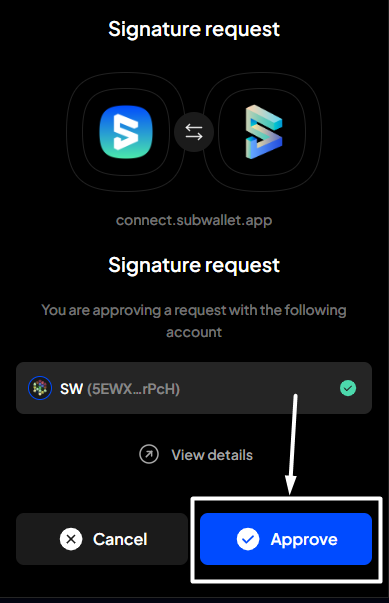 Signature request
connect.subwallet.app
Signature request
You are approving a request with the following
account
SW (5EWX...rPcH)
View details
Cancel
Approve